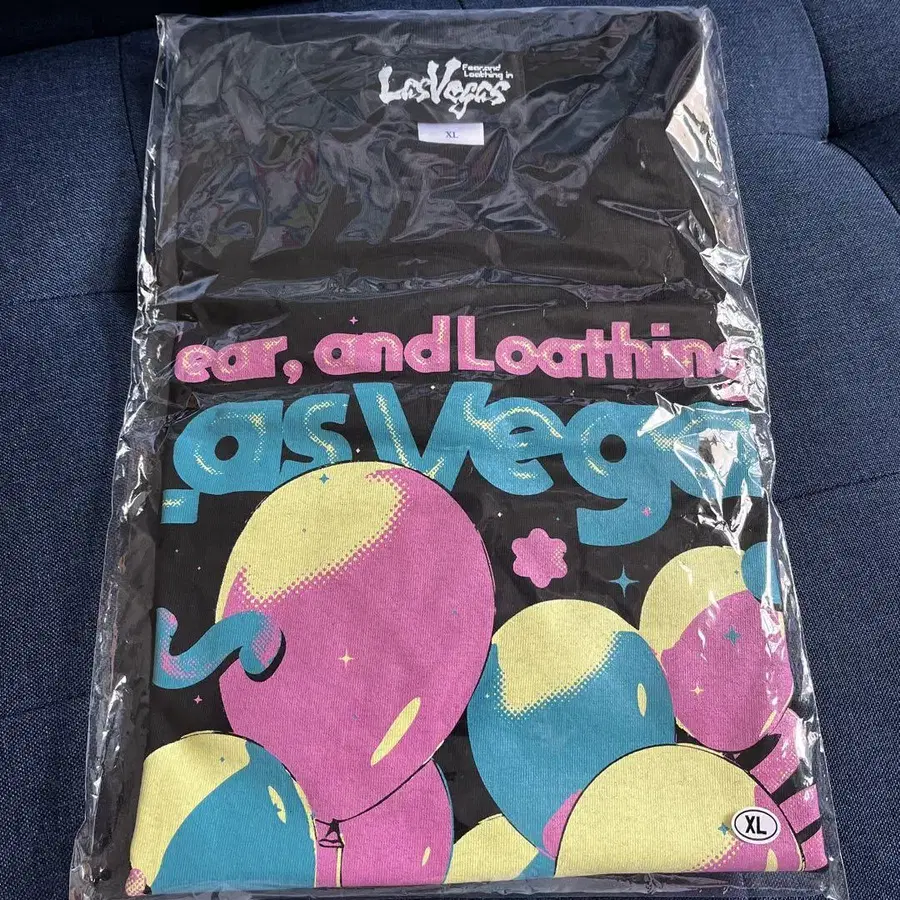 Fear,and
Loathing in
LasVegas
XL
ear, and Loathing
as Vega
XL